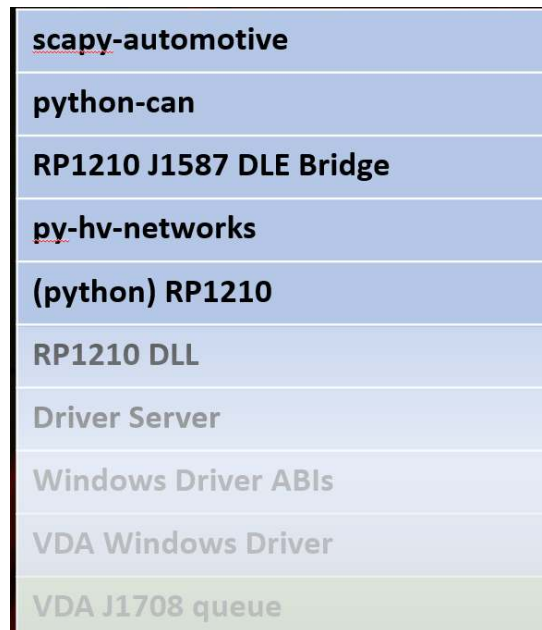 scapy-automotive
python-can
RP1210 J1587 DLE Bridge
py-hv-networks
(python) RP1210
RP1210 DLL
Driver Server
Windows Driver ABIs
VDA Windows Driver
VDA J1708 queue